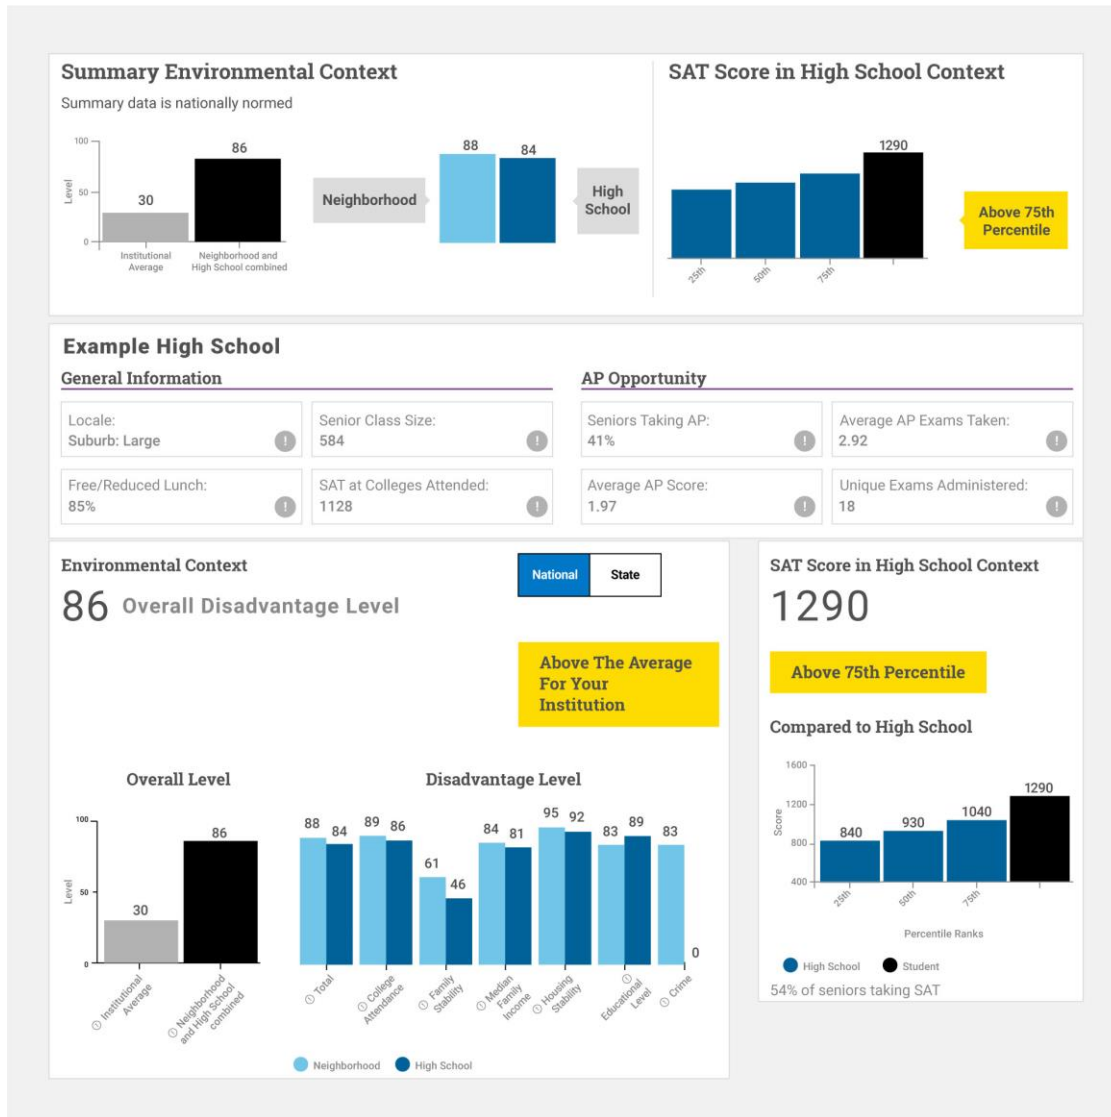 Summary Environmental Context
Summary data is nationally normed
100
50
0
Level
30
86
Institutional
Average
Neighborhood and
High School combined
Neighborhood
88
84
High
School
SAT Score in High School Context
1290
25th
50th
75th
Above 75th
Percentile
Example High School
General Information
Locale:
Suburb: Large
!
Senior Class Size:
584
!
Free/Reduced Lunch:
85%
!
SAT at Colleges Attended:
1128
!
AP Opportunity
Seniors Taking AP:
41%
!
Average AP Exams Taken:
2.92
!
Average AP Score:
1.97
!
Unique Exams Administered:
18
!
Environmental Context
National
State
86 Overall Disadvantage Level
Above The Average
For Your
Institution
Overall Level
100
50
0
Level
30
86
Institutional
Average
Neighborhood
and High School
combined
Disadvantage Level
88
84
89
86
61
46
84
81
95
92
83
89
83
0
Total
College
Attendance
Family
Stability
Median
Family
Income
Housing
Stability
Educational
Level
Crime
Neighborhood
High School
SAT Score in High School Context
1290
Above 75th Percentile
Compared to High School
1600
1200
800
400
Score
840
930
1040
1290
25th
50th
75th
Percentile Ranks
High School
Student
54% of seniors taking SAT